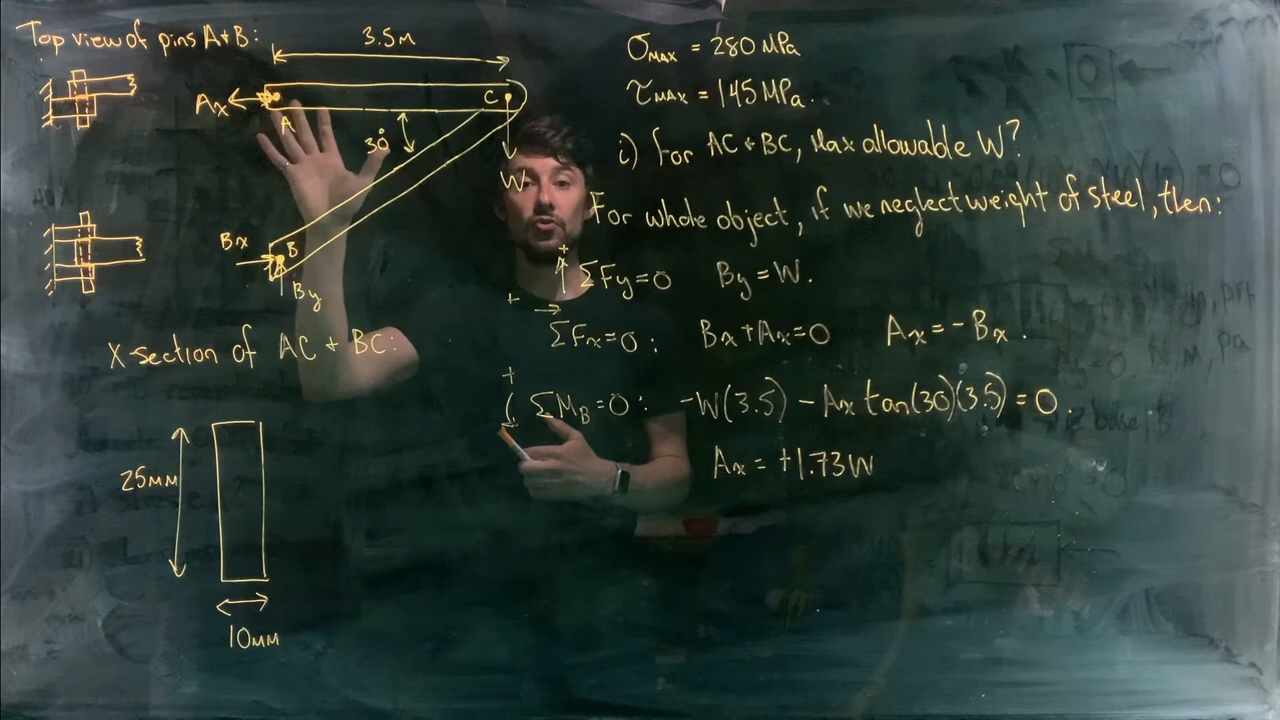 Top view of pins A+B:
3.5m
Ax
A
C
30°
W
Bx
B
By
X-section of AC + BC:
25mm
10mm
σMAX = 280 MPa
τMAX = 145 MPa.
i) For AC + BC, Max allowable W?
For whole object, if we neglect weight of steel, then:
+
ΣFy=0 By = W.
+
ΣFx=0: Bx+Ax=0 Ax=-Bx.
+
ΣMB=0: -W(3.5) - Ax tan(30)(3.5) = 0.
Ax = +1.73W